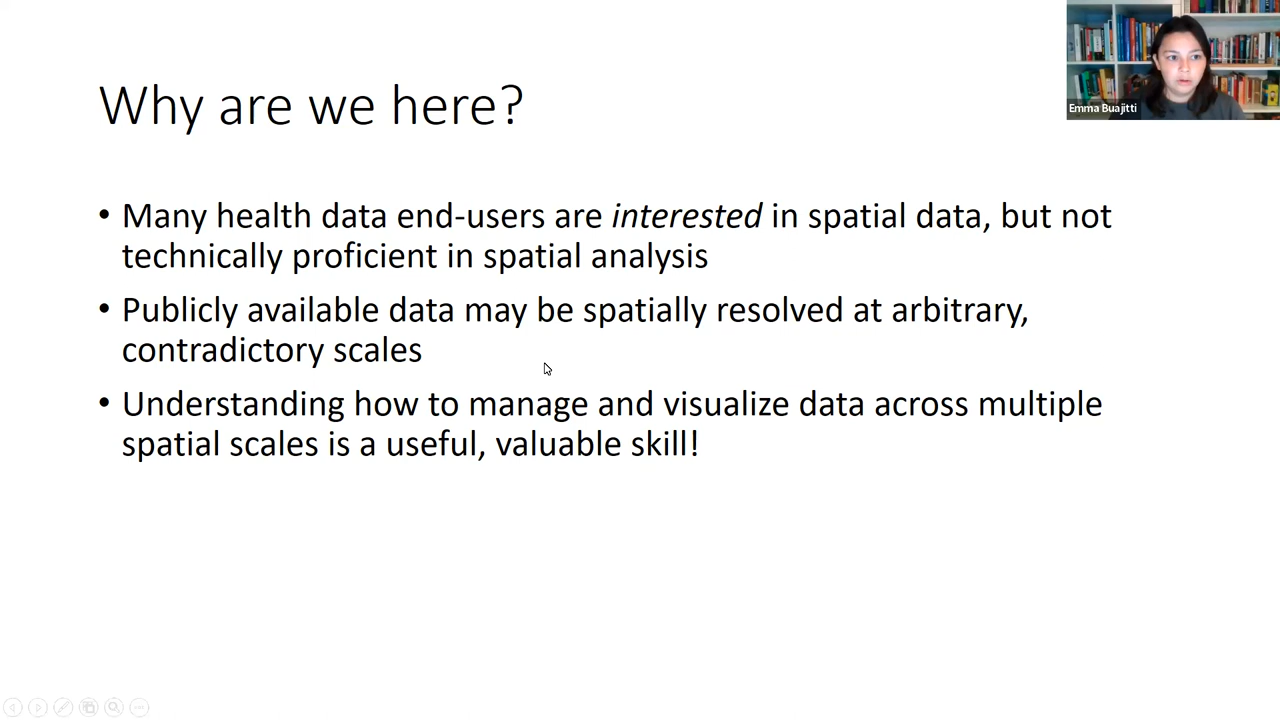 Why are we here?
Emma Buajitti
• Many health data end-users are interested in spatial data, but not
technically proficient in spatial analysis
• Publicly available data may be spatially resolved at arbitrary,
contradictory scales
• Understanding how to manage and visualize data across multiple
spatial scales is a useful, valuable skill!